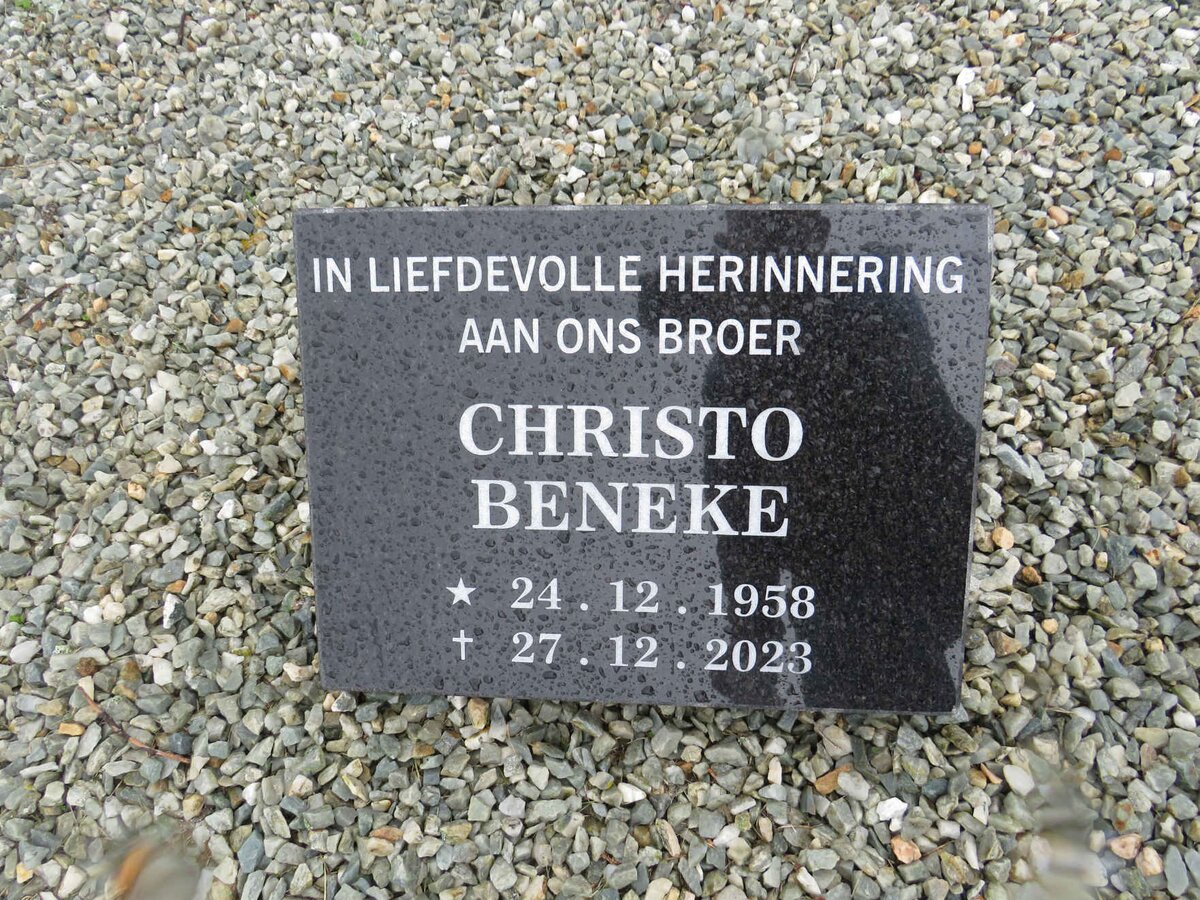 IN LIEFDEVOLLE HERINNERING
AAN ONS BROER
CHRISTO
BENEKE
★ 24 . 12 . 1958
† 27 . 12 . 2023